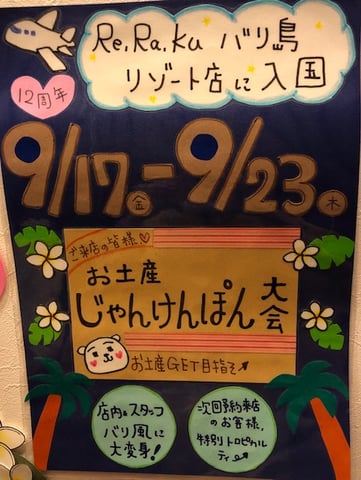 Re.Ra.Ku バリ島
リゾート店に入国
12周年
9/17金-9/23木
ご来店の皆様♡
お土産
じゃんけんぽん大会
お土産GET目指そ↗
店内&スタッフ
バリ風に
大変身!
次回予約来店
のお客様、
特別トロピカル
ティー